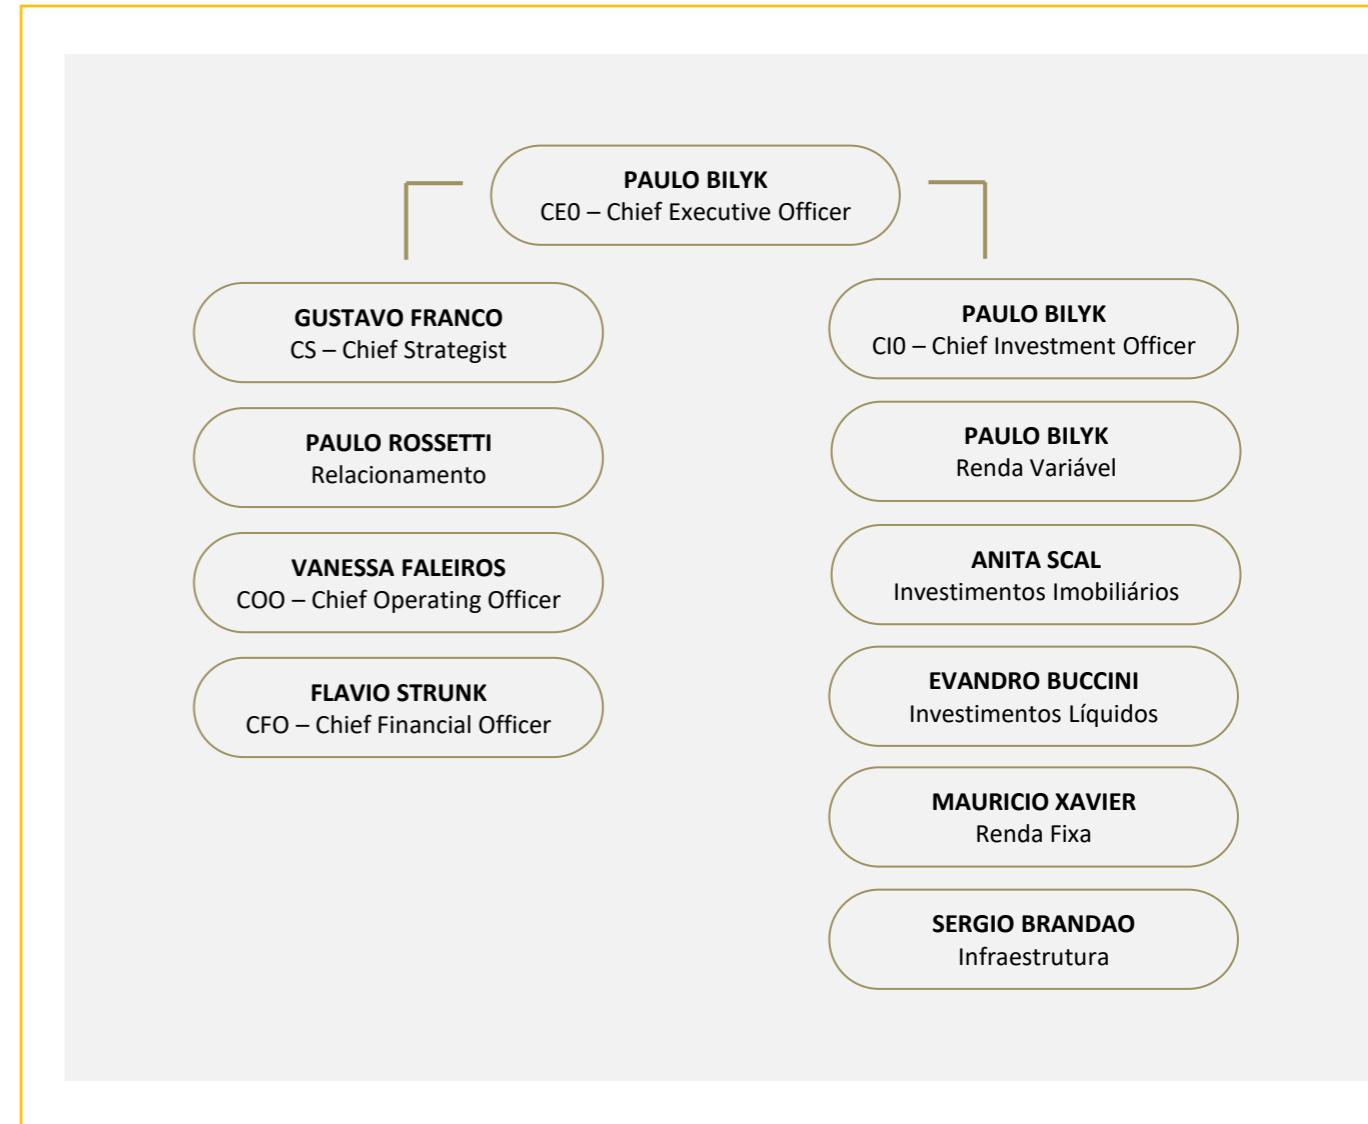 PAULO BILYK
CE0 – Chief Executive Officer
GUSTAVO FRANCO
CS – Chief Strategist
PAULO ROSSETTI
Relacionamento
VANESSA FALEIROS
COO – Chief Operating Officer
FLAVIO STRUNK
CFO – Chief Financial Officer
PAULO BILYK
CI0 – Chief Investment Officer
PAULO BILYK
Renda Variável
ANITA SCAL
Investimentos Imobiliários
EVANDRO BUCCINI
Investimentos Líquidos
MAURICIO XAVIER
Renda Fixa
SERGIO BRANDAO
Infraestrutura